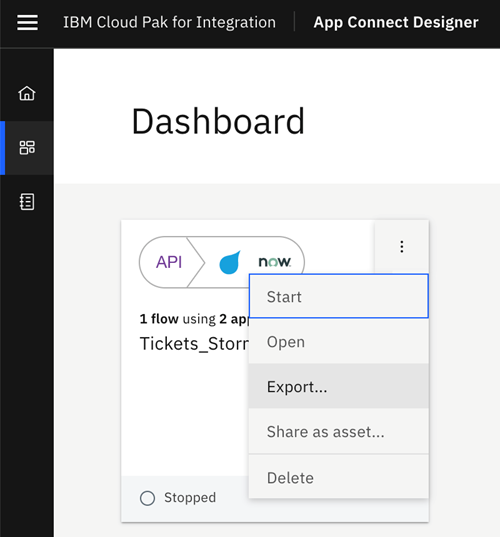 IBM Cloud Pak for Integration App Connect Designer
Dashboard
API now.
Start
1 flow using 2 app
Tickets_Storm
Open
Export...
Share as asset...
Delete
Stopped